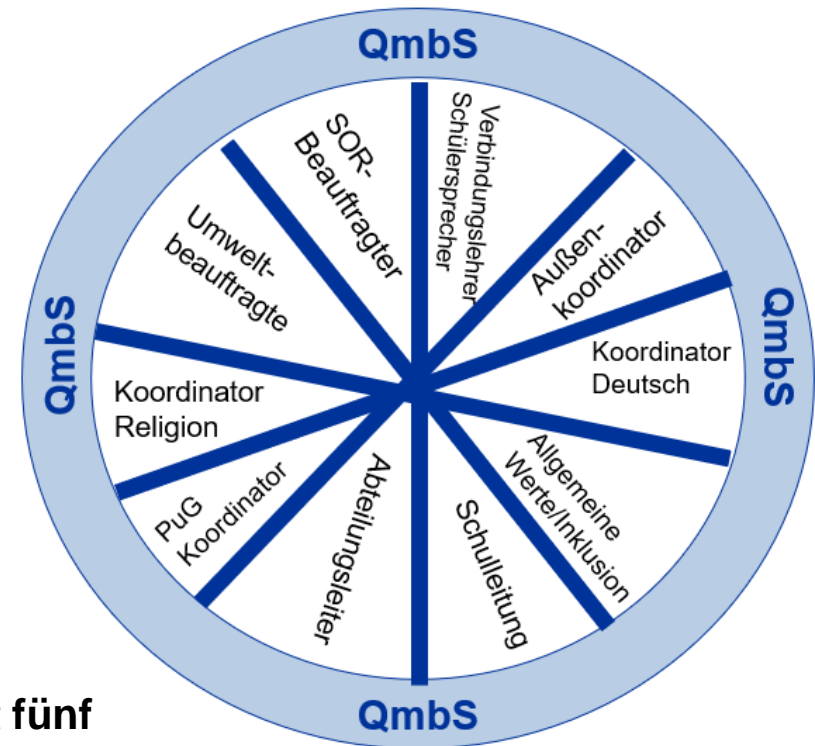 QmbS
SOR-
Beauftragter
Verbindungslehrer
Schülersprecher
Umwelt-
beauftragte
Außen-
koordinator
QmbS
QmbS
Koordinator
Religion
Koordinator
Deutsch
PuG
Koordinator
Abteilungsleiter
Schulleitung
Allgemeine
Werte/Inklusion
QmbS
fünf